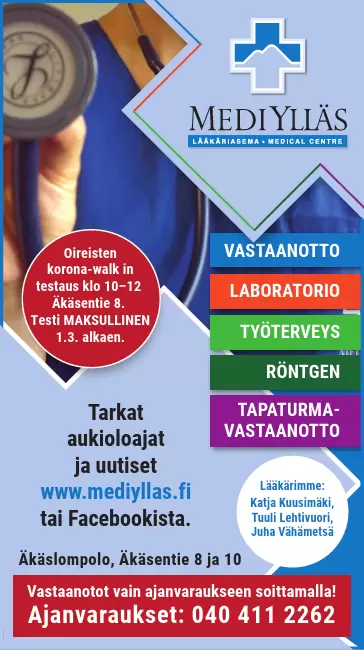 MEDIYLLÄS
LÄÄKÄRIASEMA • MEDICAL CENTRE
VASTAANOTTO
LABORATORIO
TYÖTERVEYS
RÖNTGEN
TAPATURMA-
VASTAANOTTO
Oireisten
korona-walk in
testaus klo 10–12
Äkäsentie 8.
Testi MAKSULLINEN
1.3. alkaen.
Tarkat
aukioloajat
ja uutiset
www.mediyllas.fi
tai Facebookista.
Lääkärimme:
Katja Kuusimäki,
Tuuli Lehtivuori,
Juha Vähämetsä
Äkäslompolo, Äkäsentie 8 ja 10
Vastaanotot vain ajanvaraukseen soittamalla!
Ajanvaraukset: 040 411 2262